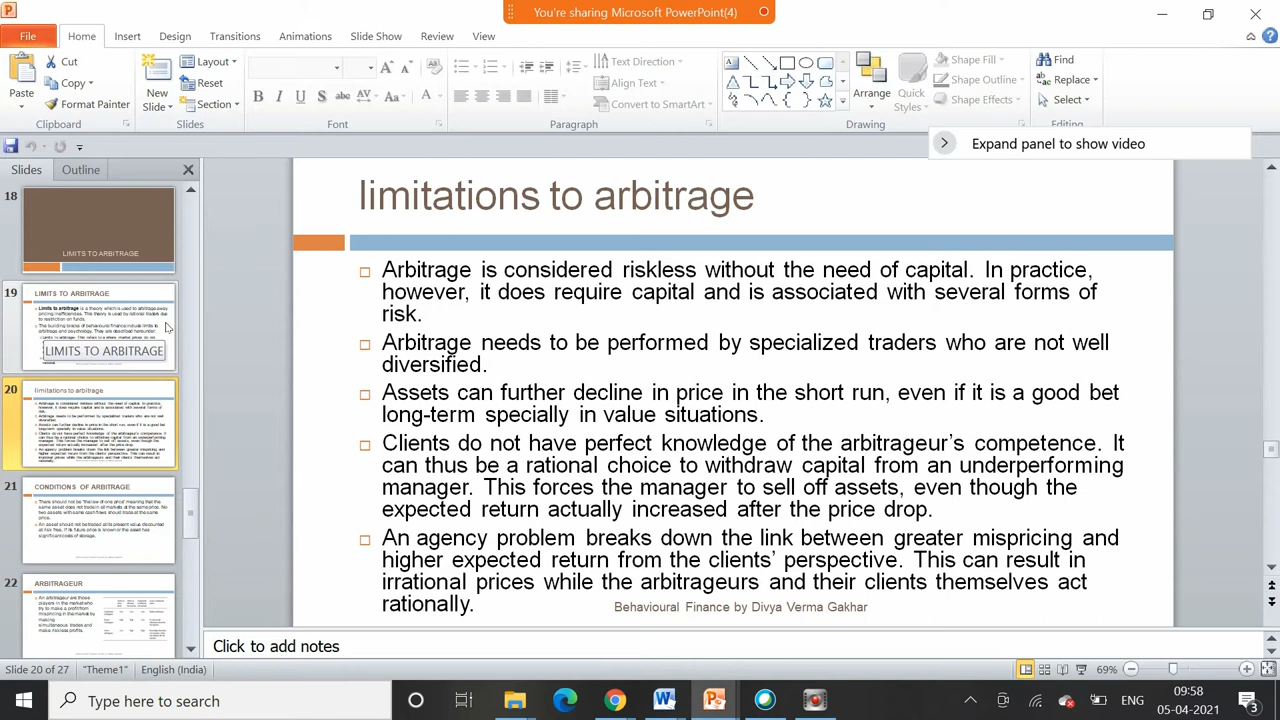 You're sharing Microsoft PowerPoint(4)
File Home Insert Design Transitions Animations Slide Show Review View
Cut
Copy
Format Painter
Paste
Clipboard
New
Slide
Layout
Reset
Section
Slides
Font
Text Direction
Align Text
Convert to SmartArt
Paragraph
Arrange
Quick
Styles
Shape Fill
Shape Outline
Shape Effects
Drawing
Find
Replace
Select
Editing
Expand panel to show video
Slides Outline
18
LIMITS TO ARBITRAGE
19
LIMITS TO ARBITRAGE
LIMITS TO ARBITRAGE
20
limitations to arbitrage
21
CONDITIONS OF ARBITRAGE
22
ARBITRAGEUR
limitations to arbitrage
Arbitrage is considered riskless without the need of capital. In practice,
however, it does require capital and is associated with several forms of
risk.
Arbitrage needs to be performed by specialized traders who are not well
diversified.
Assets can further decline in price in the short run, even if it is a good bet
long-term specially in value situations.
Clients do not have perfect knowledge of the arbitrageur's competence. It
can thus be a rational choice to withdraw capital from an underperforming
manager. This forces the manager to sell off assets, even though the
expected return actually increased after the price drop.
An agency problem breaks down the link between greater mispricing and
higher expected return from the clients' perspective. This can result in
irrational prices while the arbitrageurs and their clients themselves act
rationally.
Behavioural Finance by Divya Verma Gakhar
Click to add notes
Slide 20 of 27 "Theme1" English (India) 69%
Type here to search
ENG
09:58
05-04-2021
3